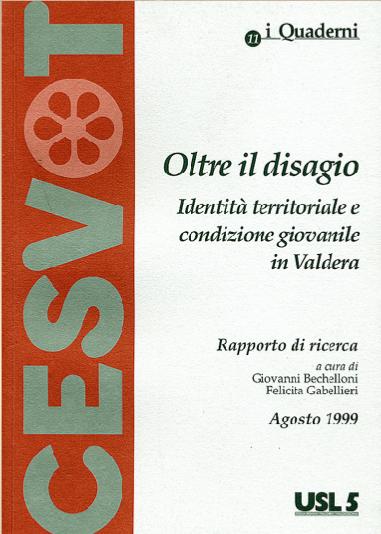 CESVOT
11 i Quaderni
Oltre il disagio
Identità territoriale e
condizione giovanile
in Valdera
Rapporto di ricerca
a cura di
Giovanni Bechelloni
Felicita Gabellieri
Agosto 1999
USL 5